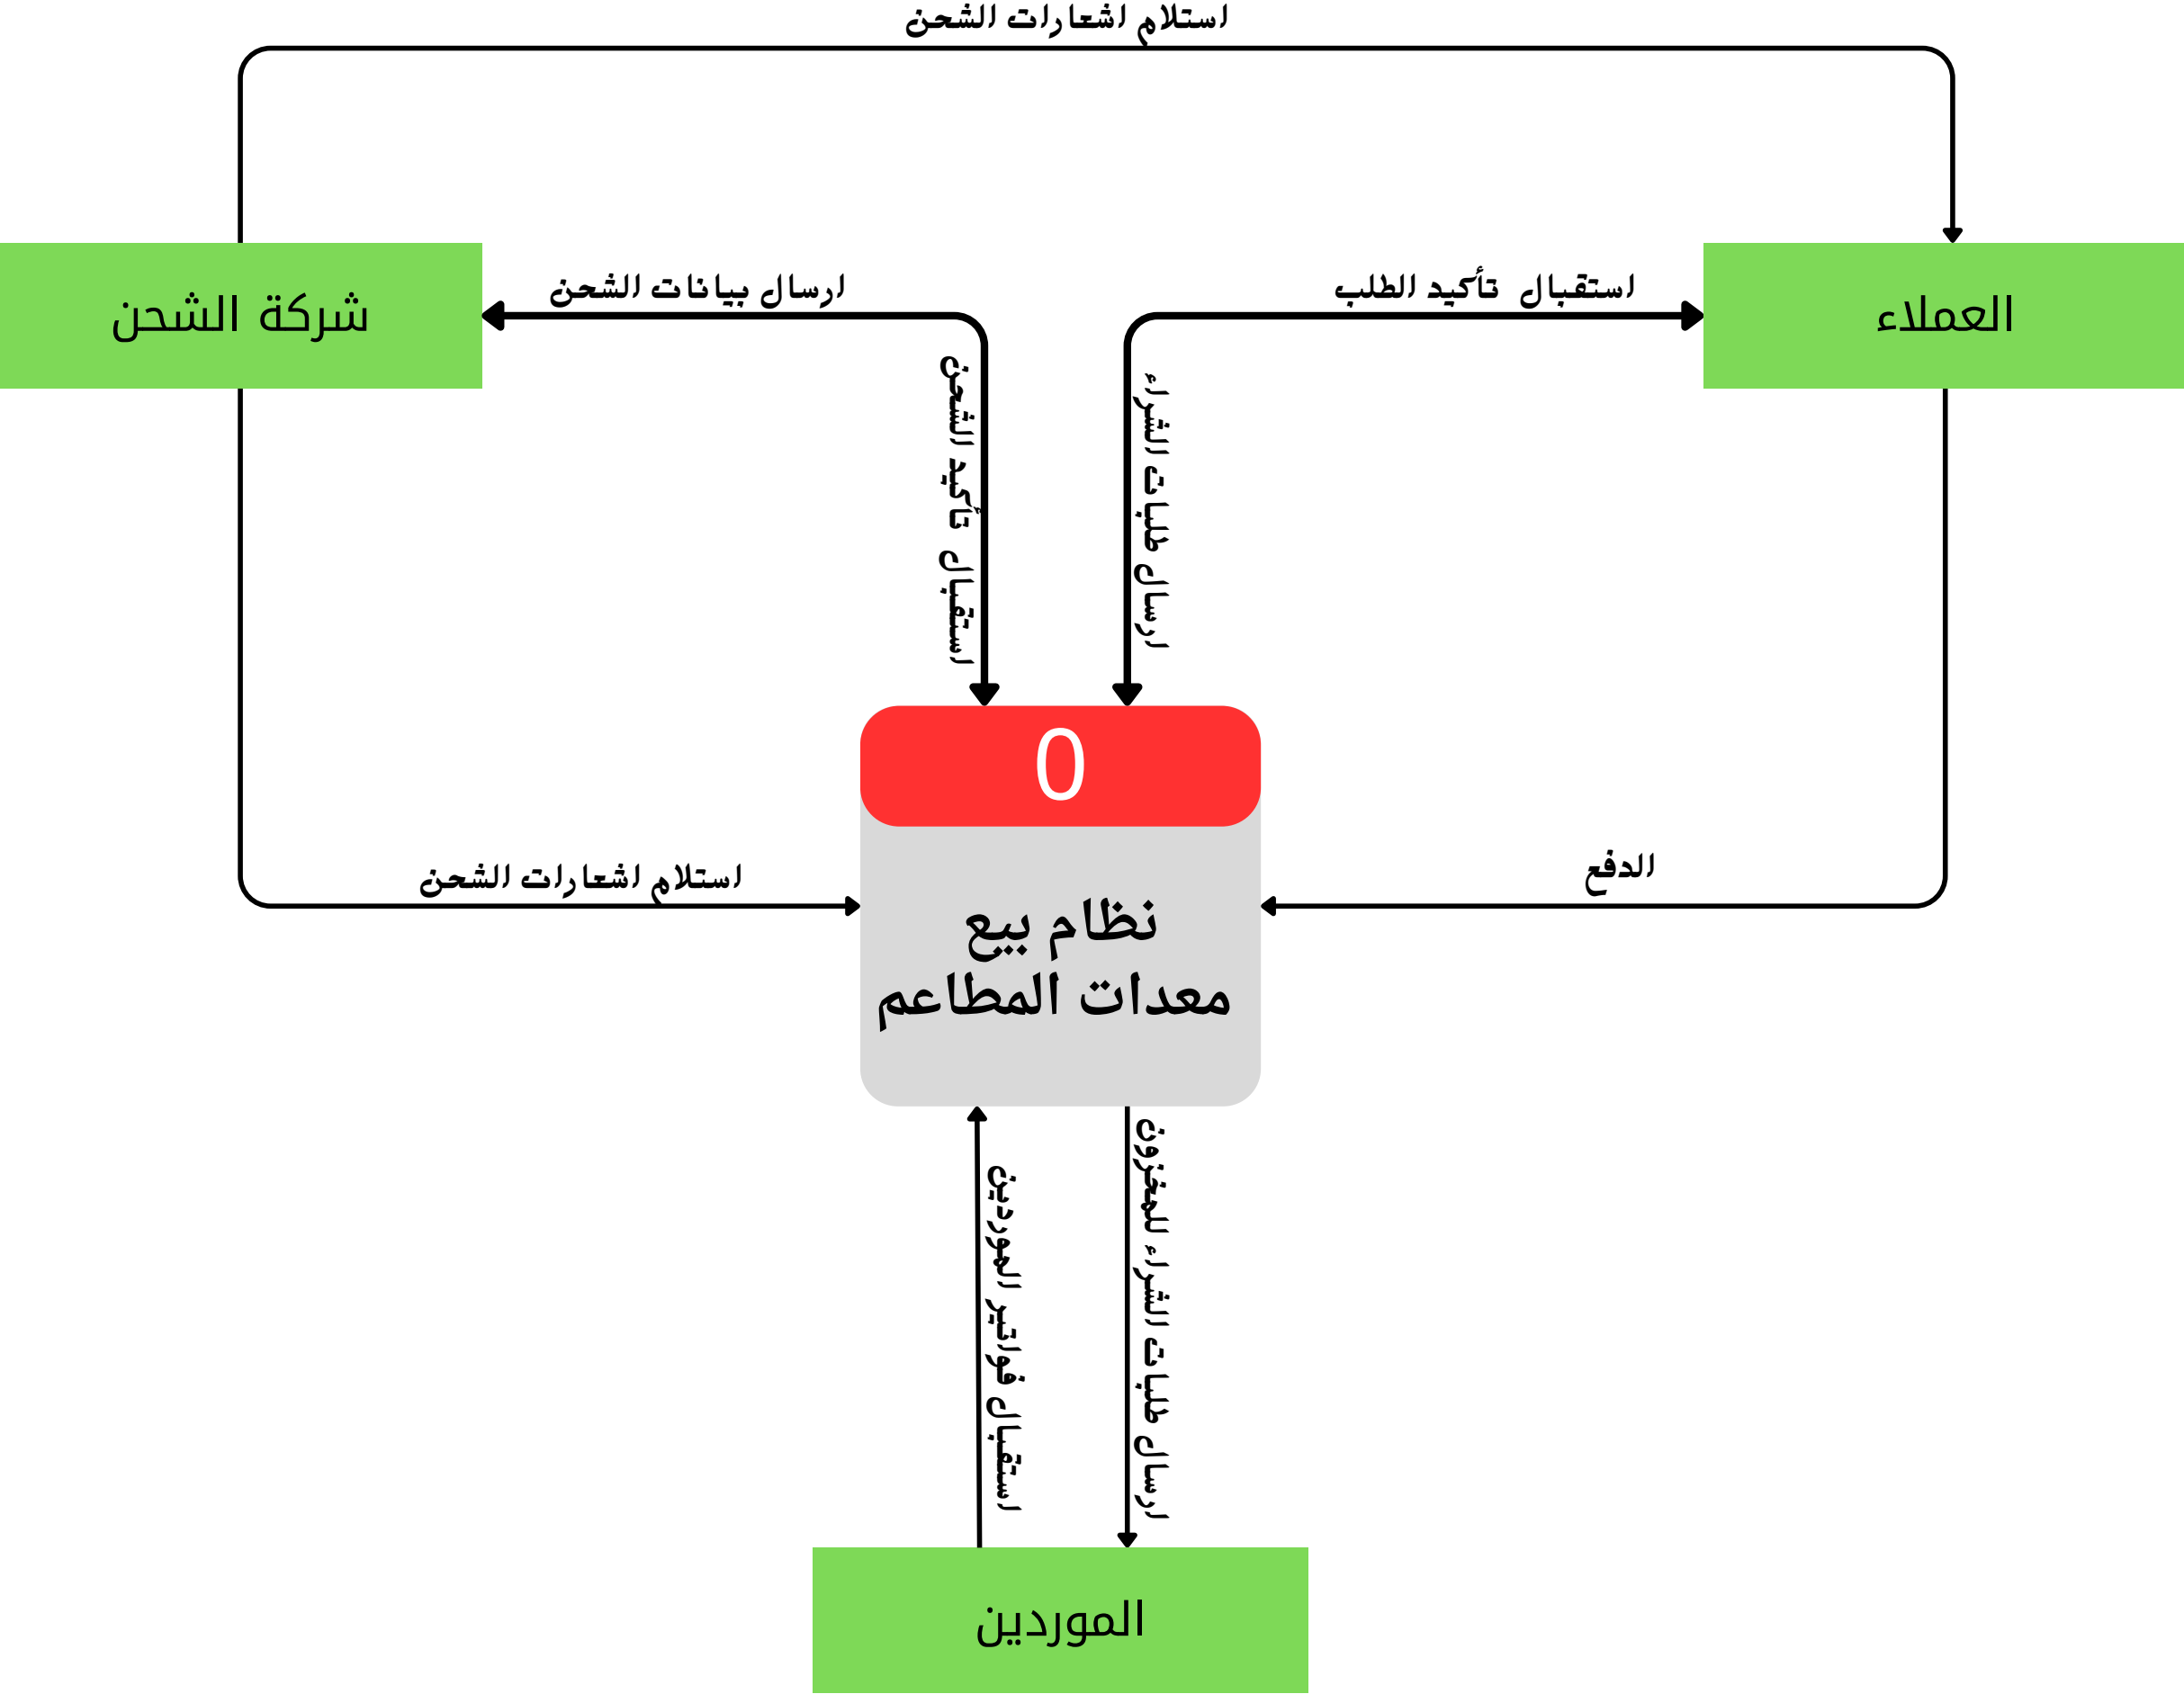 استلام اشعارات الشحن
شركة الشحن
ارسال بيانات الشحن
استقبال تأكيد الطلب
العملاء
استقبال تأكيد الشحن
ارسال طلبات الشراء
0
استلام اشعارات الشحن
الدفع
نظام بيع
معدات المطاعم
استقبال فواتير الموردين
ارسال طلبات الشراء للمخزون
الموردين